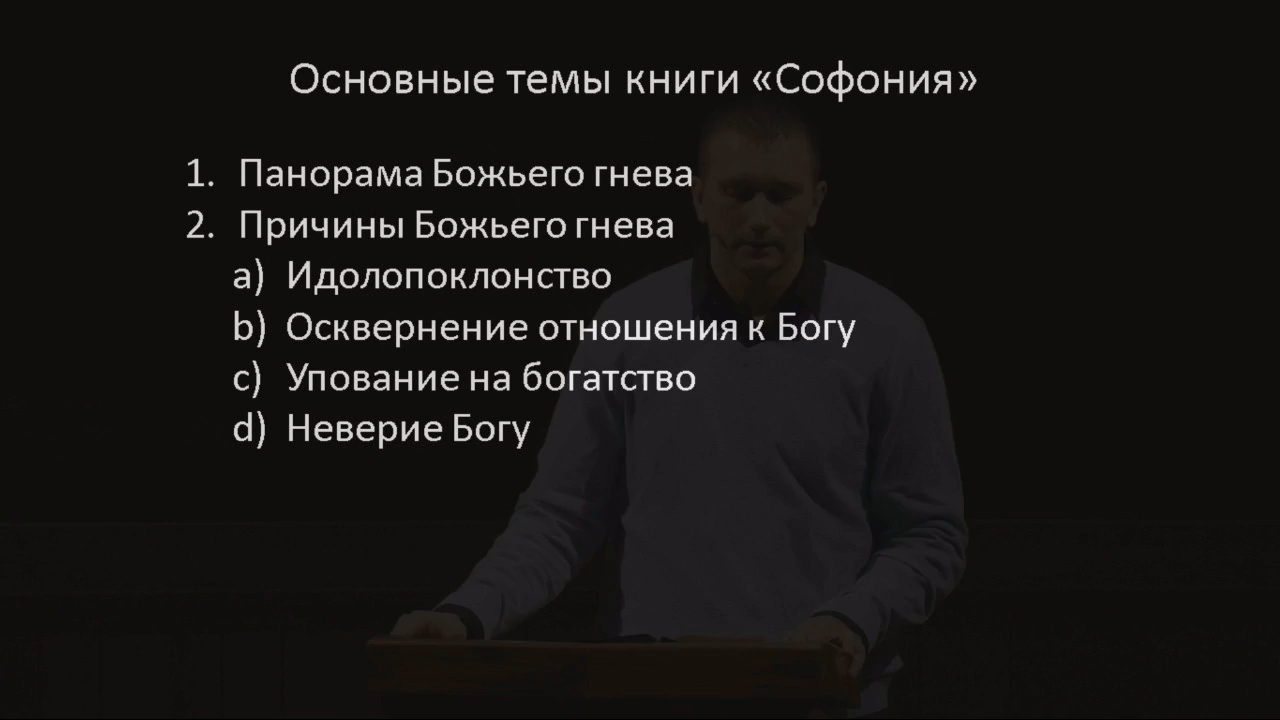 Основные темы книги «Софония»
1. Панорама Божьего гнева
2. Причины Божьего гнева
a) Идолопоклонство
b) Осквернение отношения к Богу
c) Упование на богатство
d) Неверие Богу